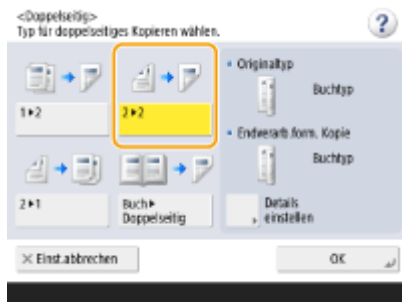 <Doppelseitig>
Typ für doppelseitiges Kopieren wählen.
?
• Originaltyp
Buchtyp
1▶2
2▶2
• Endverarb.form. Kopie
Buchtyp
2▶1
Buch▶
Doppelseitig
Details
einstellen
× Einst.abbrechen
OK